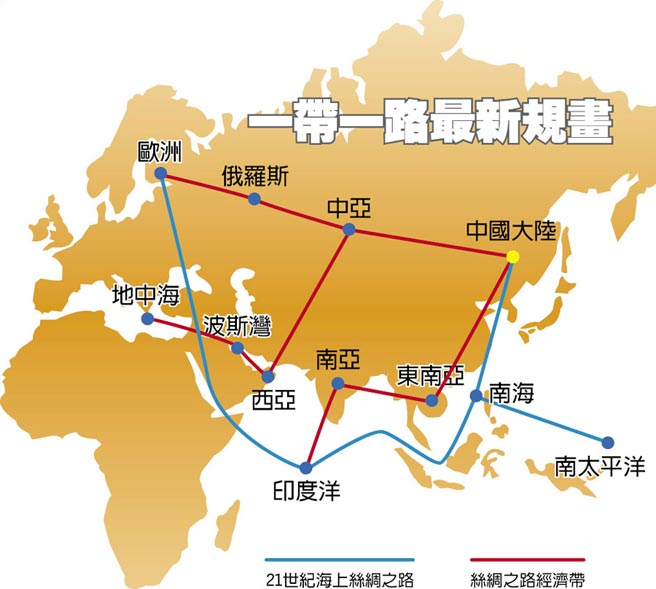 一帶一路最新規畫
歐洲
俄羅斯
中亞
中國大陸
地中海
波斯灣
西亞
南亞
東南亞
南海
南太平洋
印度洋
21世紀海上絲綢之路
絲綢之路經濟帶